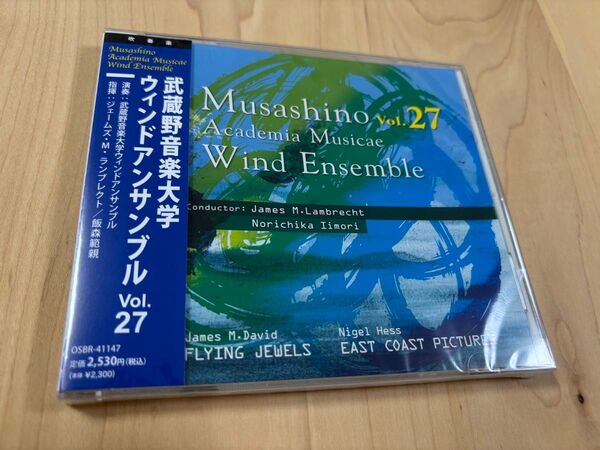 吹奏楽
Musashino
Academia Musicae
Wind Ensemble
武蔵野音楽大学
ウィンドアンサンブル Vol. 27
演奏：武蔵野音楽大学ウィンドアンサンブル
指揮：ジェームズ・M・ランブレクト／飯森範親
OSBR-41147
定価 2,530円(税込)
(本体 ¥2,300)
Musashino Vol. 27
Academia Musicae
Wind Ensemble
Conductor: James M.Lambrecht
Norichika Iimori
James M.David
FLYING JEWELS
Nigel Hess
EAST COAST PICTURES